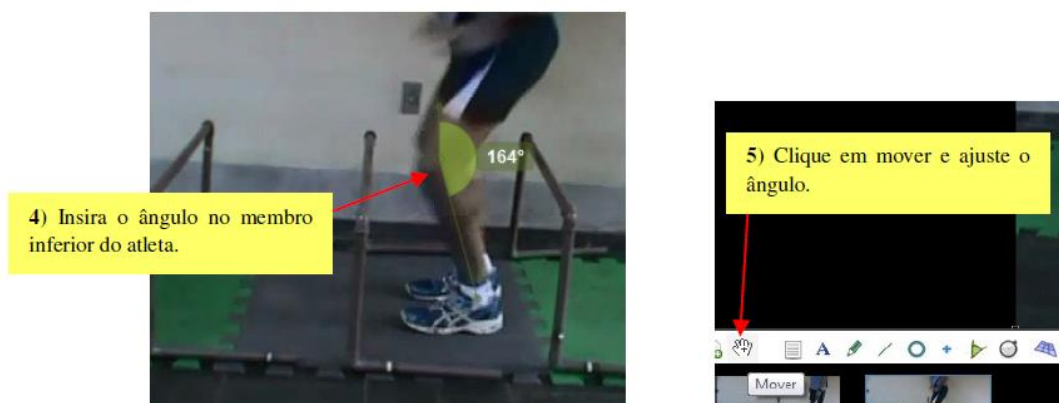 164°
4) Insira o ângulo no membro
inferior do atleta.
5) Clique em mover e ajuste o
ângulo.
A
Mover